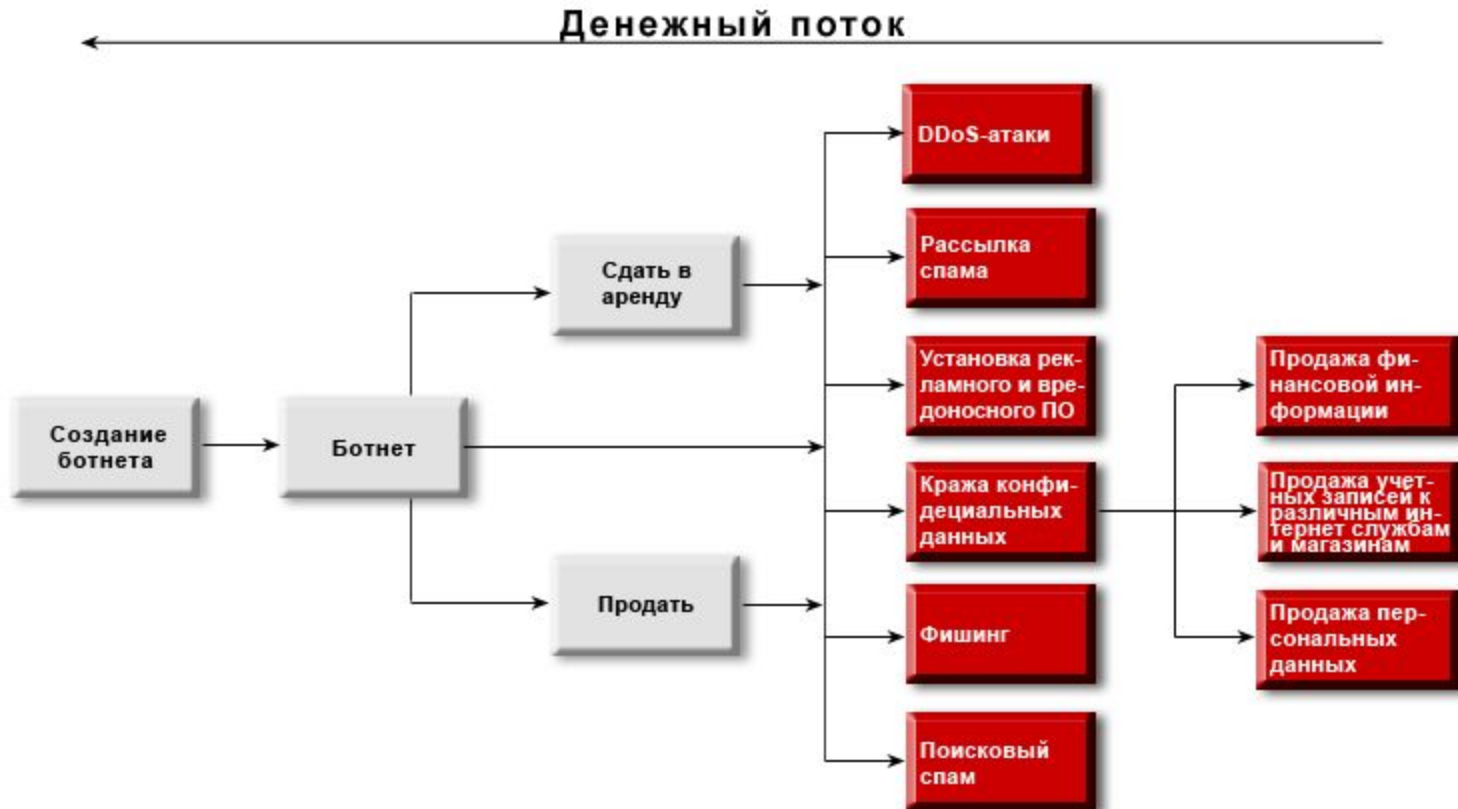 Денежный поток
DDoS-атаки
Рассылка
спама
Сдать в
аренду
Установка рек-
ламного и вре-
доносного ПО
Продажа фи-
нансовой ин-
формации
Создание
ботнета
Ботнет
Кража конфи-
дециальных
данных
Продажа учет-
ных записей к
различным ин-
тернет службам
и магазинам
Продать
Фишинг
Продажа пер-
сональных
данных
Поисковый
спам